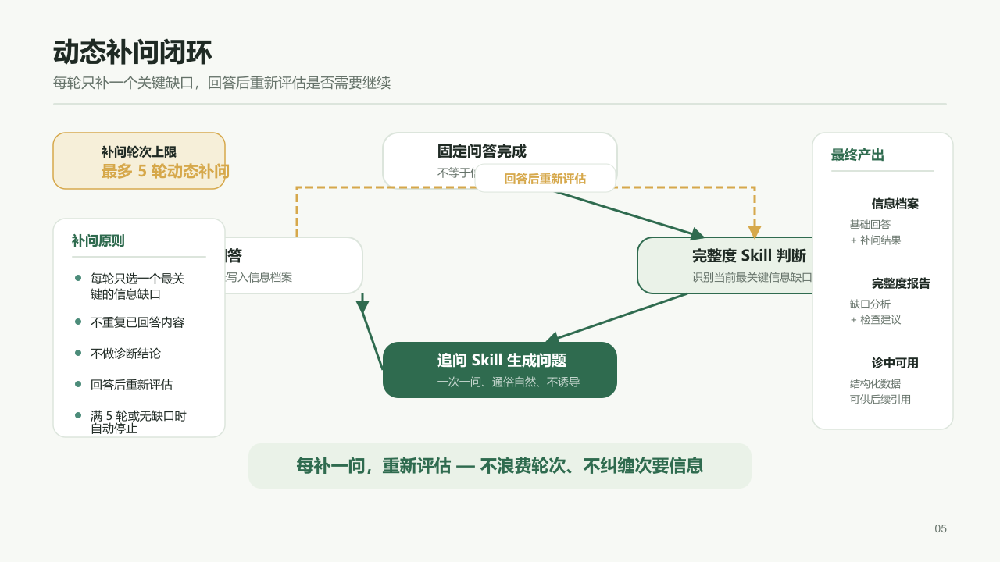 动态补问闭环
每轮只补一个关键缺口，回答后重新评估是否需要继续
补问轮次上限
最多 5 轮动态补问
固定问答完成
不等于
回答后重新评估
补问原则
每轮只选一个最关
键的信息缺口
不重复已回答内容
不做诊断结论
回答后重新评估
满 5 轮或无缺口时
自动停止
答
写入信息档案
完整度 Skill 判断
识别当前最关键信息缺口
追问 Skill 生成问题
一次一问、通俗自然、不诱导
最终产出
信息档案
基础回答
+ 补问结果
完整度报告
缺口分析
+ 检查建议
诊中可用
结构化数据
可供后续引用
每补一问，重新评估 — 不浪费轮次、不纠缠次要信息
05